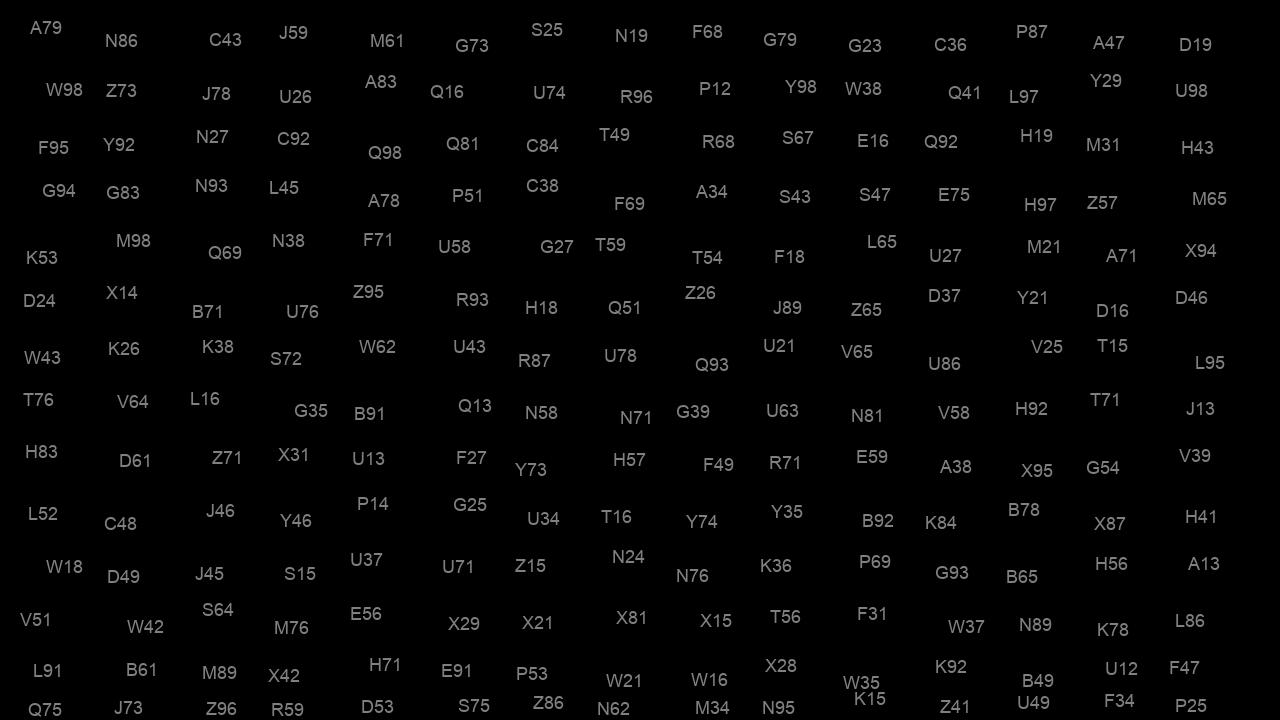 A79 N86 C43 J59 M61 G73 S25 N19 F68 G79 G23 C36 P87 A47 D19
W98 Z73 J78 U26 A83 Q16 U74 R96 P12 Y98 W38 Q41 L97 Y29 U98
F95 Y92 N27 C92 Q98 Q81 C84 T49 R68 S67 E16 Q92 H19 M31 H43
G94 G83 N93 L45 A78 P51 C38 F69 A34 S43 S47 E75 H97 Z57 M65
K53 M98 Q69 N38 F71 U58 G27 T59 T54 F18 L65 U27 M21 A71 X94
D24 X14 B71 U76 Z95 R93 H18 Q51 Z26 J89 Z65 D37 Y21 D16 D46
W43 K26 K38 S72 W62 U43 R87 U78 Q93 U21 V65 U86 V25 T15 L95
T76 V64 L16 G35 B91 Q13 N58 N71 G39 U63 N81 V58 H92 T71 J13
H83 D61 Z71 X31 U13 F27 Y73 H57 F49 R71 E59 A38 X95 G54 V39
L52 C48 J46 Y46 P14 G25 U34 T16 Y74 Y35 B92 K84 B78 X87 H41
W18 D49 J45 S15 U37 U71 Z15 N24 N76 K36 P69 G93 B65 H56 A13
V51 W42 S64 M76 E56 X29 X21 X81 X15 T56 F31 W37 N89 K78 L86
L91 B61 M89 X42 H71 E91 P53 W21 W16 X28 W35 K92 B49 U12 F47
Q75 J73 Z96 R59 D53 S75 Z86 N62 M34 N95 K15 Z41 U49 F34 P25